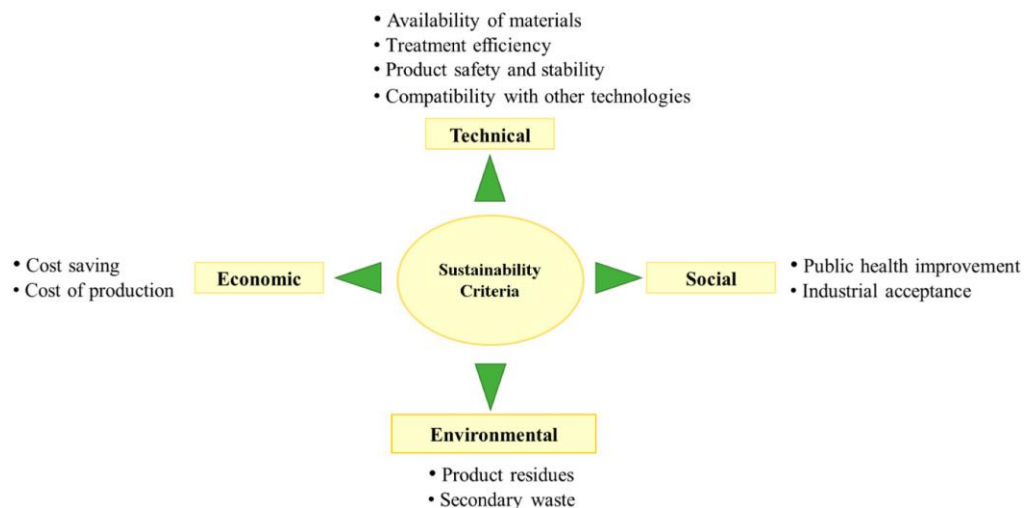 • Availability of materials
• Treatment efficiency
• Product safety and stability
• Compatibility with other technologies
Technical
• Cost saving
• Cost of production
Economic
Sustainability
Criteria
Social
• Public health improvement
• Industrial acceptance
Environmental
• Product residues
• Secondary waste